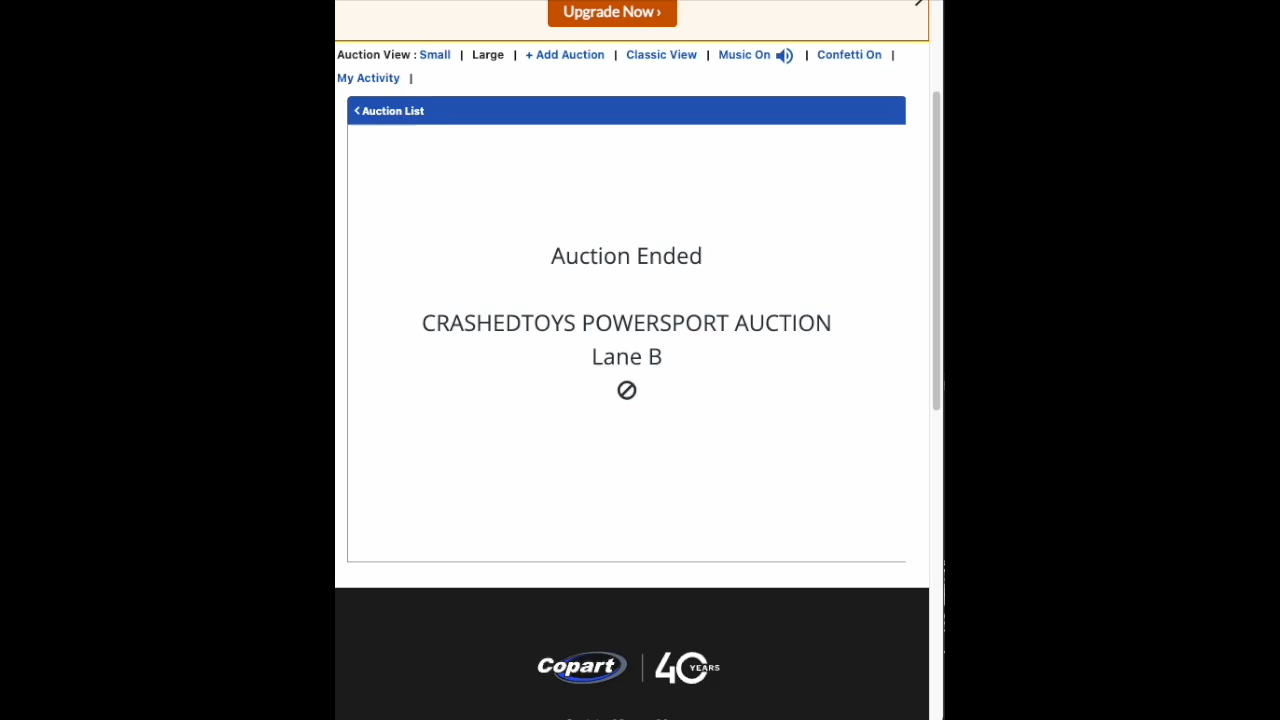 Upgrade Now ›
Auction View : Small | Large | + Add Auction | Classic View | Music On | Confetti On |
My Activity |
< Auction List
Auction Ended
CRASHEDTOYS POWERSPORT AUCTION
Lane B
Copart | 40 YEARS